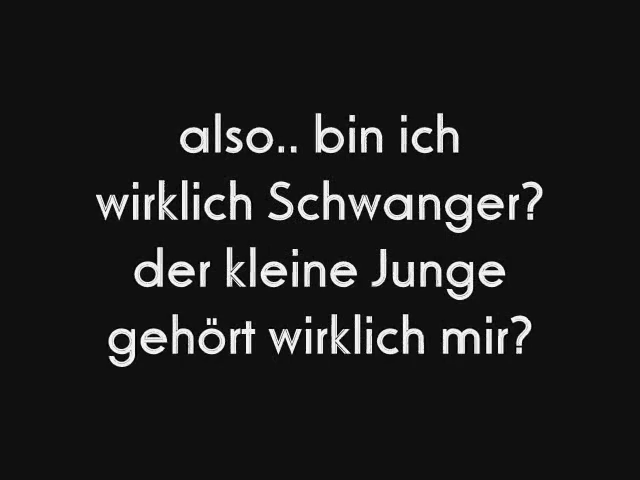 also.. bin ich
wirklich Schwanger?
der kleine Junge
gehört wirklich mir?